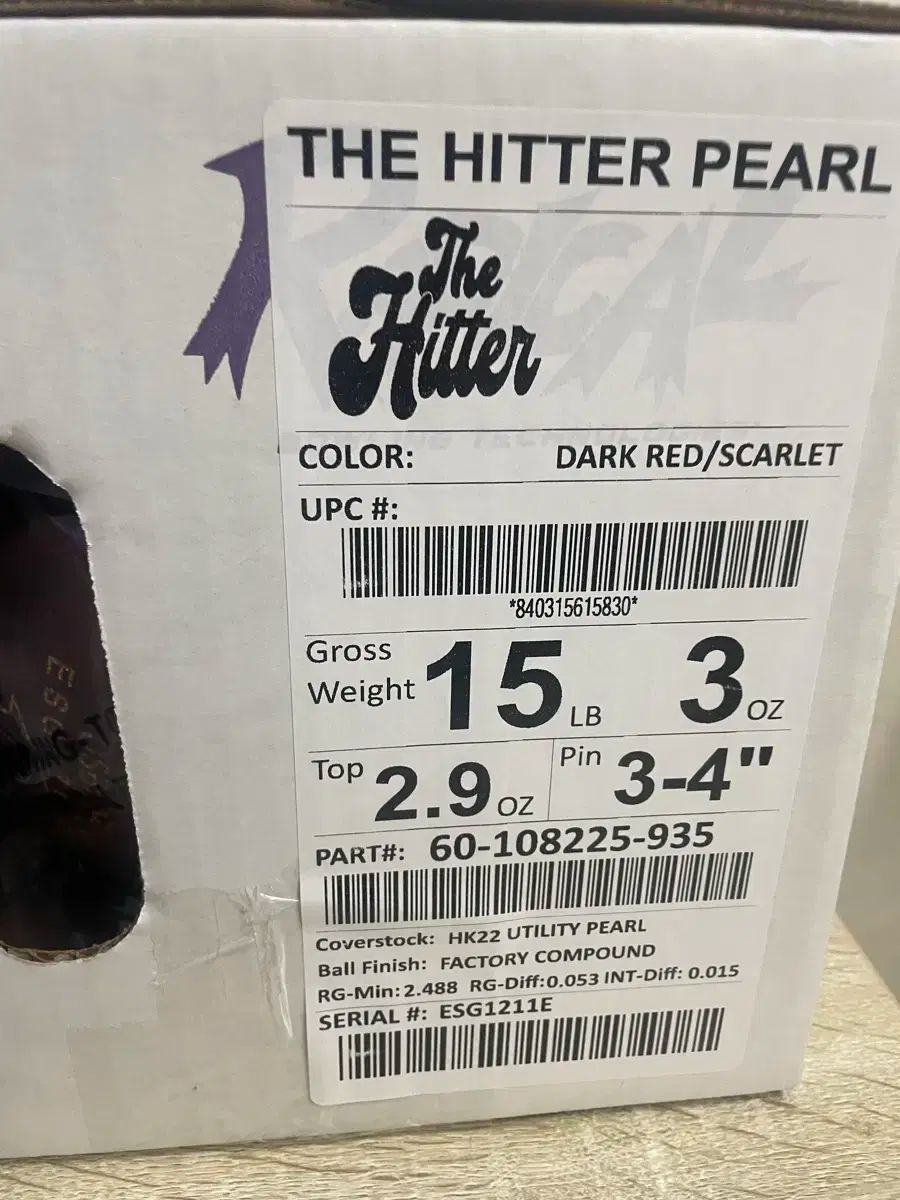 THE HITTER PEARL
The
Hitter
COLOR: DARK RED/SCARLET
UPC #:
*840315615830*
Gross
Weight 15 LB 3 OZ
Top 2.9 OZ Pin 3-4"
PART#: 60-108225-935
Coverstock: HK22 UTILITY PEARL
Ball Finish: FACTORY COMPOUND
RG-Min: 2.488 RG-Diff:0.053 INT-Diff: 0.015
SERIAL #: ESG1211E